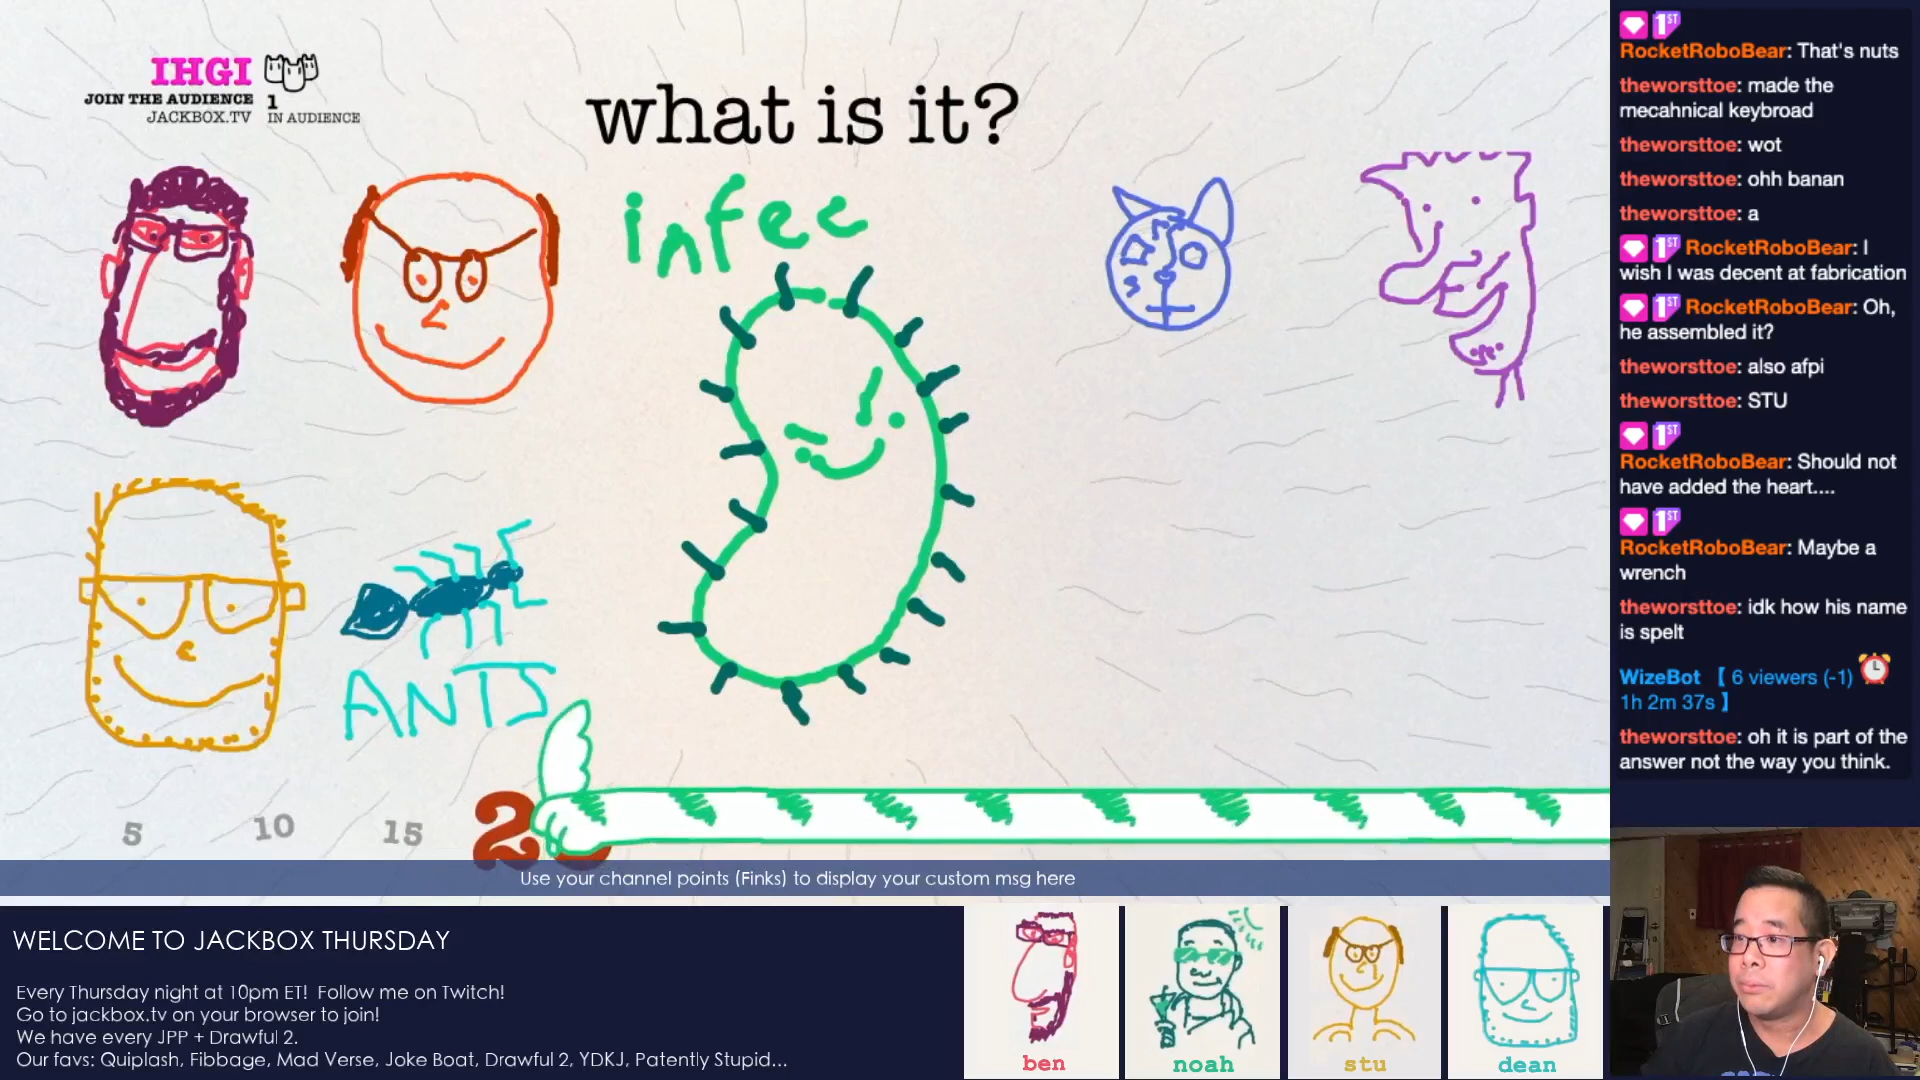 IHGI
JOIN THE AUDIENCE
JACKBOX.TV
1
IN AUDIENCE
what is it?
infec
ANTS
5
10
15
2
Use your channel points (Finks) to display your custom msg here
WELCOME TO JACKBOX THURSDAY
Every Thursday night at 10pm ET! Follow me on Twitch!
Go to jackbox.tv on your browser to join!
We have every JPP + Drawful 2.
Our favs: Quiplash, Fibbage, Mad Verse, Joke Boat, Drawful 2, YDKJ, Patently Stupid...
ben
noah
stu
dean
1ST
RocketRoboBear: That's nuts
theworsttoe: made the
mecahnical keybroad
theworsttoe: wot
theworsttoe: ohh banan
theworsttoe: a
1ST RocketRoboBear: I
wish I was decent at fabrication
1ST RocketRoboBear: Oh,
he assembled it?
theworsttoe: also afpi
theworsttoe: STU
1ST
RocketRoboBear: Should not
have added the heart....
1ST
RocketRoboBear: Maybe a
wrench
theworsttoe: idk how his name
is spelt
WizeBot 【 6 viewers (-1)
1h 2m 37s 】
theworsttoe: oh it is part of the
answer not the way you think.